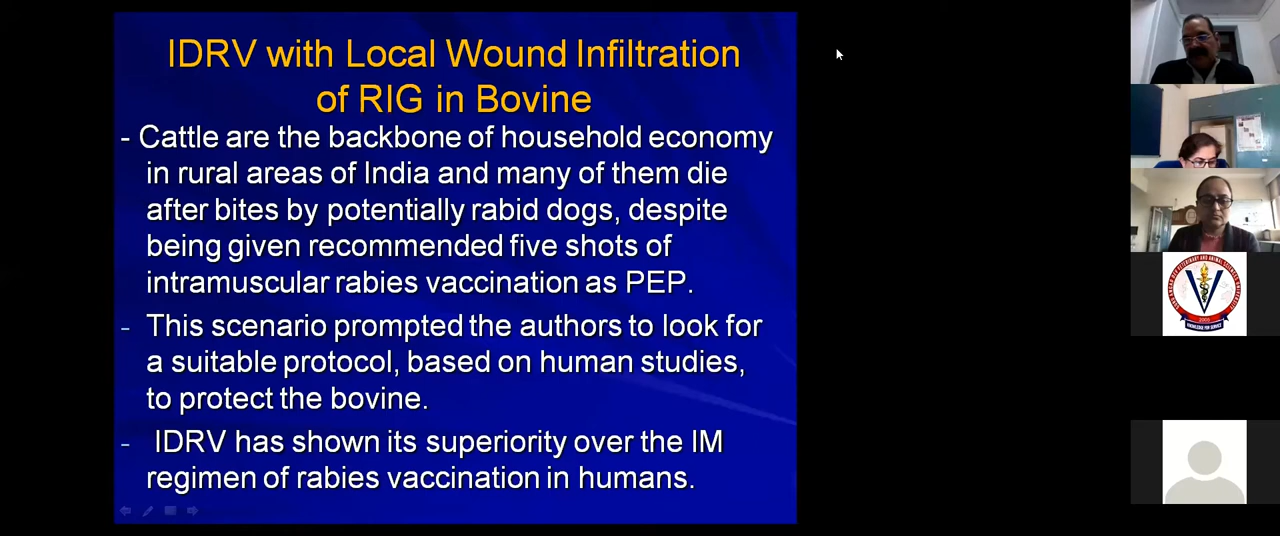 IDRV with Local Wound Infiltration
of RIG in Bovine
- Cattle are the backbone of household economy
in rural areas of India and many of them die
after bites by potentially rabid dogs, despite
being given recommended five shots of
intramuscular rabies vaccination as PEP.
- This scenario prompted the authors to look for
a suitable protocol, based on human studies,
to protect the bovine.
- IDRV has shown its superiority over the IM
regimen of rabies vaccination in humans.
V
2005